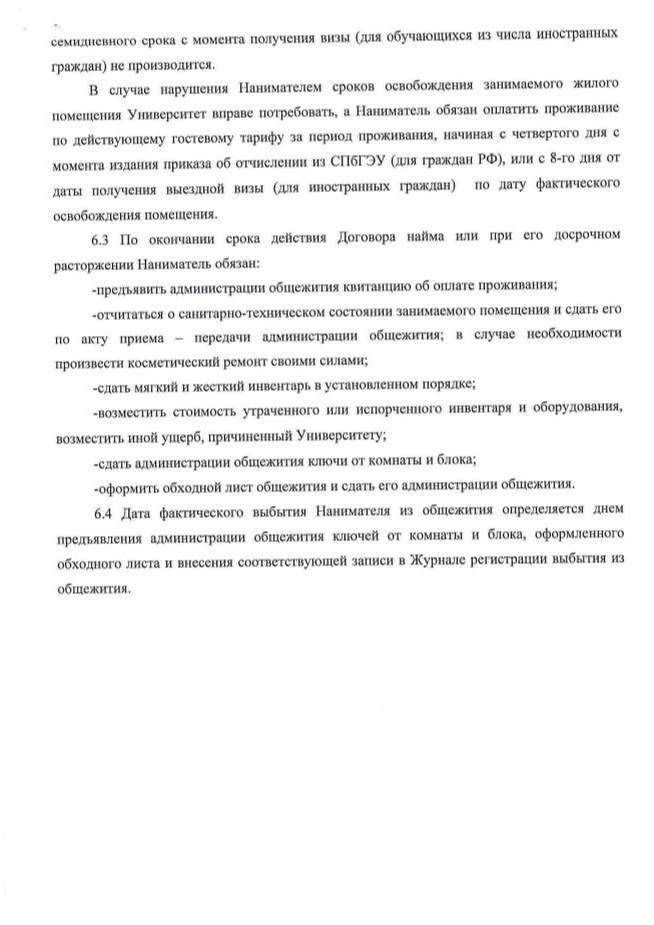 семидневного срока с момента получения визы (для обучающихся из числа иностранных
граждан) не производится.
В случае нарушения Нанимателем сроков освобождения занимаемого жилого
помещения Университет вправе потребовать, а Наниматель обязан оплатить проживание
по действующему гостевому тарифу за период проживания, начиная с четвертого дня с
момента издания приказа об отчислении из СПбГЭУ (для граждан РФ), или с 8-го дня от
даты получения выездной визы (для иностранных граждан) по дату фактического
освобождения помещения.
6.3 По окончании срока действия Договора найма или при его досрочном
расторжении Наниматель обязан:
-предъявить администрации общежития квитанцию об оплате проживания;
-отчитаться о санитарно-техническом состоянии занимаемого помещения и сдать его
по акту приема – передачи администрации общежития; в случае необходимости
произвести косметический ремонт своими силами;
-сдать мягкий и жесткий инвентарь в установленном порядке;
-возместить стоимость утраченного или испорченного инвентаря и оборудования,
возместить иной ущерб, причиненный Университету;
-сдать администрации общежития ключи от комнаты и блока;
-оформить обходной лист общежития и сдать его администрации общежития.
6.4 Дата фактического выбытия Нанимателя из общежития определяется днем
предъявления администрации общежития ключей от комнаты и блока, оформленного
обходного листа и внесения соответствующей записи в Журнале регистрации выбытия из
общежития.